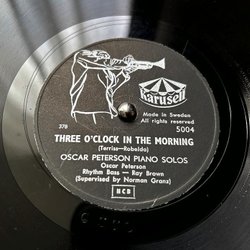 Karusell
Made in Sweden
All rights reserved
378
5004
THREE O'CLOCK IN THE MORNING
(Terriss—Robeldo)
OSCAR PETERSON PIANO SOLOS
Oscar Peterson
Rhythm Bass — Ray Brown
(Supervised by Norman Granz)
NCB